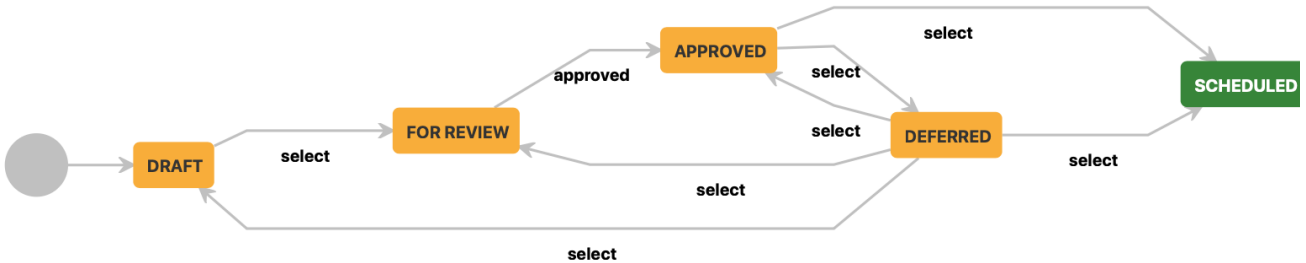 select
APPROVED
approved
select
SCHEDULED
FOR REVIEW
select
DEFERRED
DRAFT
select
select
select
select